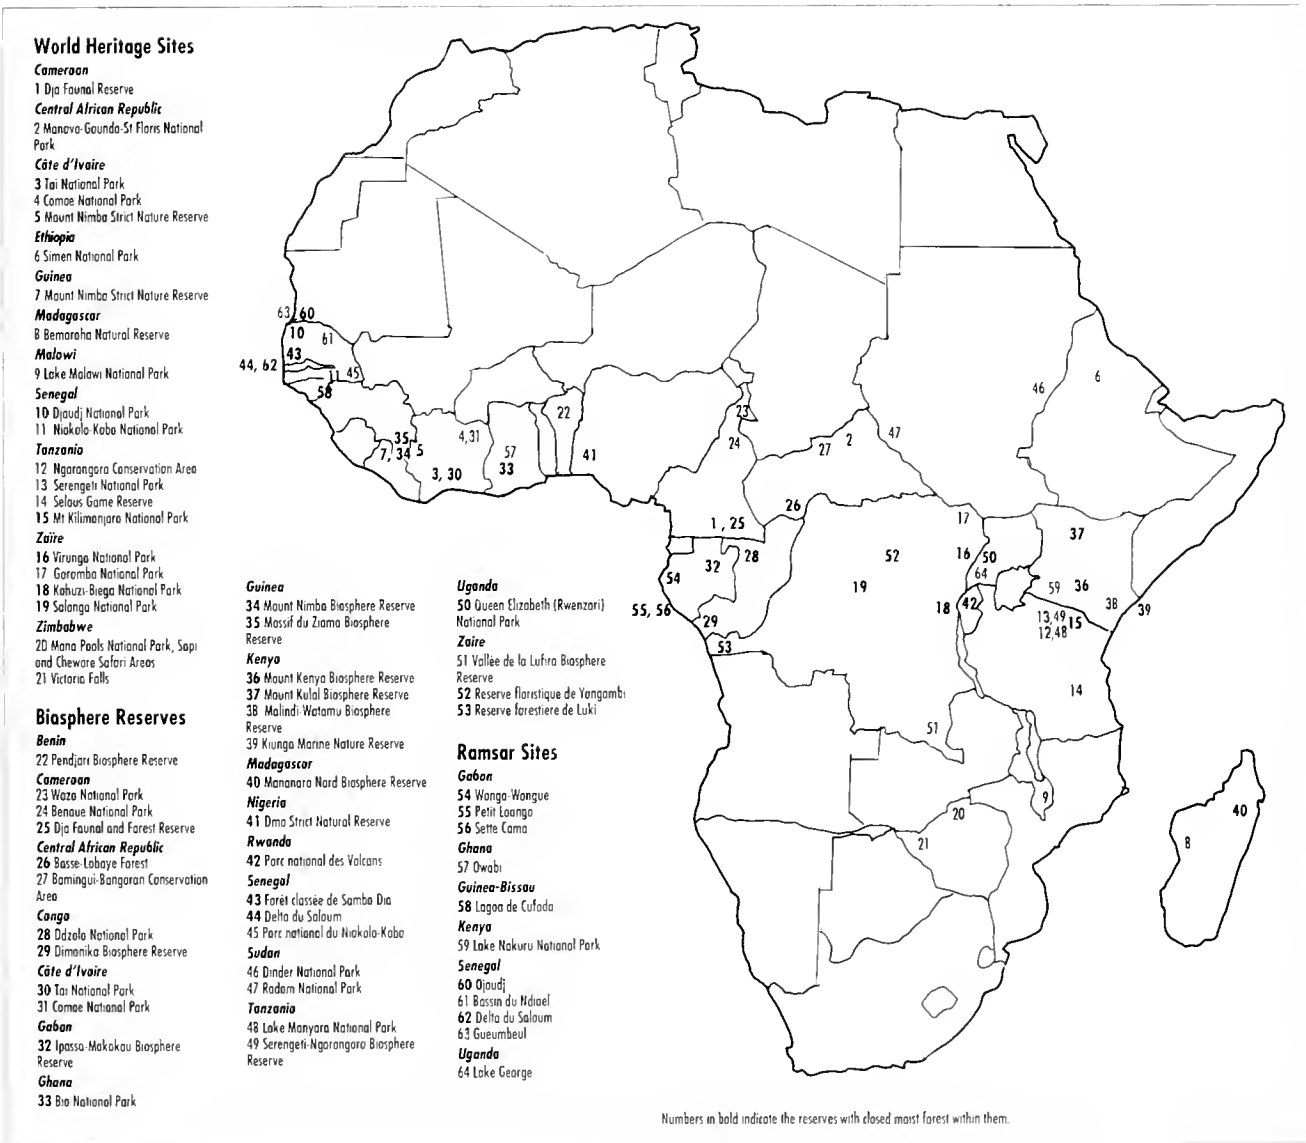 World Heritage Sites
Cameroon
1 Dja Faunal Reserve
Central African Republic
2 Manova-Gounda-St Floris National
Park
Côte d'Ivoire
3 Tai National Park
4 Comoe National Park
5 Mount Nimba Strict Nature Reserve
Ethiopia
6 Simen National Park
Guinea
7 Mount Nimba Strict Nature Reserve
Madagascar
8 Bemaraha Natural Reserve
Malawi
9 Lake Malawi National Park
Senegal
10 Djoudj National Park
11 Niokolo-Koba National Park
Tanzania
12 Ngorongoro Conservation Area
13 Serengeti National Park
14 Selous Game Reserve
15 Mt Kilimanjaro National Park
Zaïre
16 Virunga National Park
17 Garamba National Park
18 Kahuzi-Biega National Park
19 Salonga National Park
Zimbabwe
20 Mana Pools National Park, Sapi
and Chewore Safari Areas
21 Victoria Falls
Biosphere Reserves
Benin
22 Pendjari Biosphere Reserve
Cameroon
23 Waza National Park
24 Benoue National Park
25 Dja Faunal and Forest Reserve
Central African Republic
26 Basse-Lobaye Forest
27 Bamingui-Bangoran Conservation
Area
Congo
28 Odzala National Park
29 Dimonika Biosphere Reserve
Côte d'Ivoire
30 Tai National Park
31 Comoe National Park
Gabon
32 Ipassa-Makokou Biosphere
Reserve
Ghana
33 Bia National Park
Guinea
34 Mount Nimba Biosphere Reserve
35 Massif du Ziama Biosphere
Reserve
Kenya
36 Mount Kenya Biosphere Reserve
37 Mount Kulal Biosphere Reserve
38 Malindi-Watamu Biosphere
Reserve
39 Kiunga Marine Nature Reserve
Madagascar
40 Mananara Nord Biosphere Reserve
Nigeria
41 Omo Strict Natural Reserve
Rwanda
42 Parc national des Volcans
Senegal
43 Forêt classée de Samba Dia
44 Delta du Saloum
45 Parc national du Niokolo-Koba
Sudan
46 Dinder National Park
47 Radom National Park
Tanzania
48 Lake Manyara National Park
49 Serengeti-Ngorongoro Biosphere
Reserve
Uganda
50 Queen Elizabeth (Rwenzori)
National Park
Zaire
51 Vallée de la Lufira Biosphere
Reserve
52 Reserve floristique de Yangambi
53 Reserve forestiere de Luki
Ramsar Sites
Gabon
54 Wonga-Wongue
55 Petit Loango
56 Sette Cama
Ghana
57 Owabi
Guinea-Bissau
58 Lagoa de Cufada
Kenya
59 Lake Nakuru National Park
Senegal
60 Djoudj
61 Bassin du Ndiael
62 Delta du Saloum
63 Gueumbeul
Uganda
64 Lake George
63, 60
10
61
43
44, 62
11
45
58
46
6
23
22
35
7, 34
5
4,31
57
33
3, 30
41
24
27
2
47
26
1, 25
17
37
28
32
52
16
50
54
64
19
59
36
55, 56
18
42
38
39
29
13,49
15
12,48
53
14
51
9
20
40
21
8
Numbers in bold indicate the reserves with closed moist forest within them.